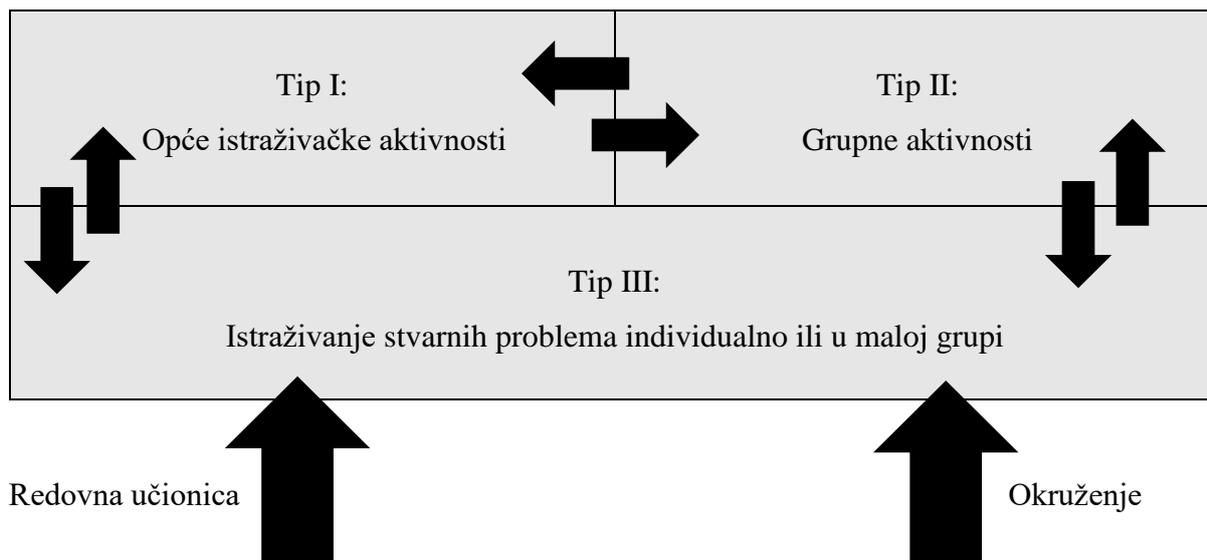 Tip I:
Opće istraživačke aktivnosti
Tip II:
Grupne aktivnosti
Tip III:
Istraživanje stvarnih problema individualno ili u maloj grupi
Redovna učionica
Okruženje